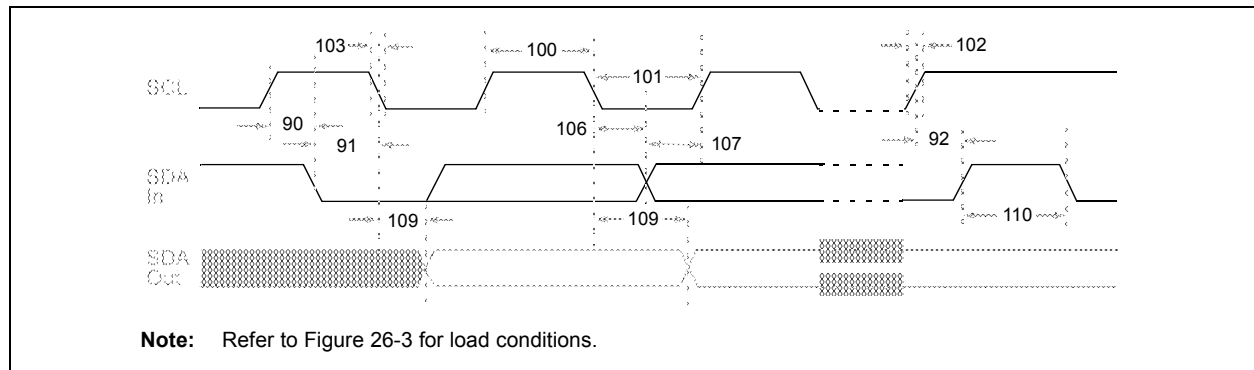 103
100
102
101
SCL
90
106
107
91
92
SDA
In
109
109
110
SDA
Out
Note: Refer to Figure 26-3 for load conditions.